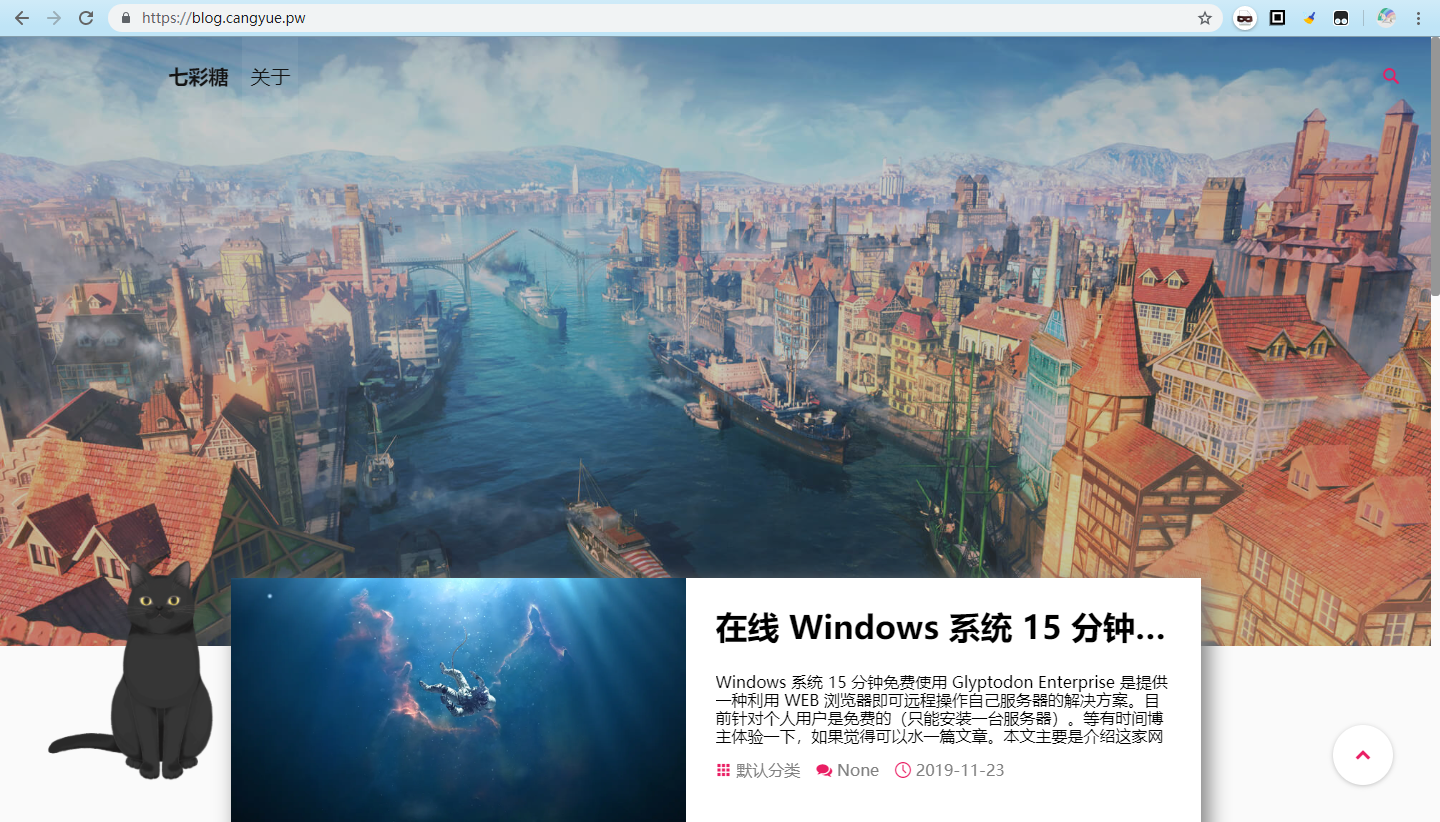 https://blog.cangyue.pw
七彩糖 关于
在线 Windows 系统 15 分钟...
Windows 系统 15 分钟免费使用 Glyptodon Enterprise 是提供
一种利用 WEB 浏览器即可远程操作自己服务器的解决方案。目
前针对个人用户是免费的（只能安装一台服务器）。等有时间博
主体验一下，如果觉得可以水一篇文章。本文主要是介绍这家网
默认分类 None 2019-11-23